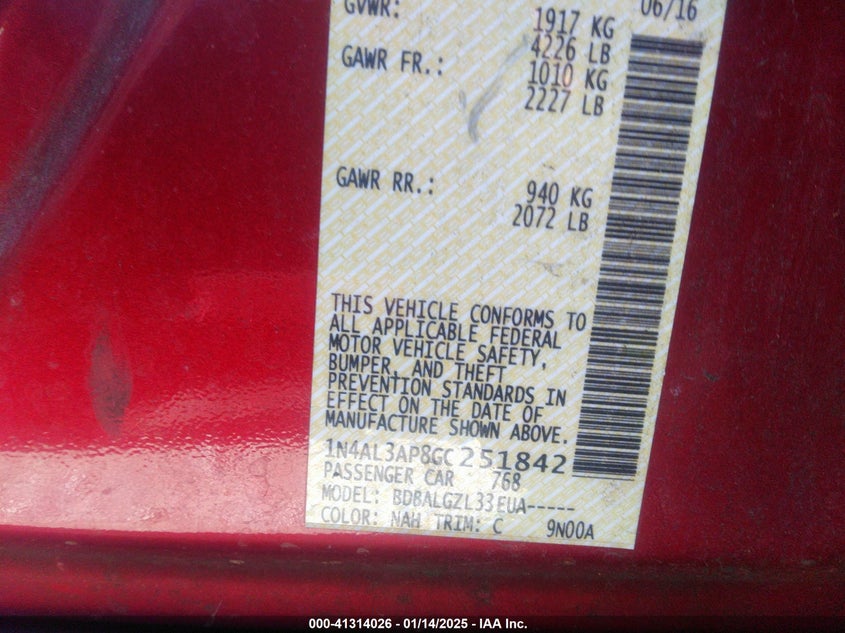 GVWR: 06/16
1917 KG
4226 LB
GAWR FR.: 1010 KG
2227 LB
GAWR RR.: 940 KG
2072 LB
THIS VEHICLE CONFORMS TO
ALL APPLICABLE FEDERAL
MOTOR VEHICLE SAFETY,
BUMPER, AND THEFT
PREVENTION STANDARDS IN
EFFECT ON THE DATE OF
MANUFACTURE SHOWN ABOVE.
1N4AL3AP8GC251842
PASSENGER CAR 768
MODEL: BDBALGZL33EUA-----
COLOR: NAH TRIM: C 9N00A
000-41314026 - 01/14/2025 - IAA Inc.